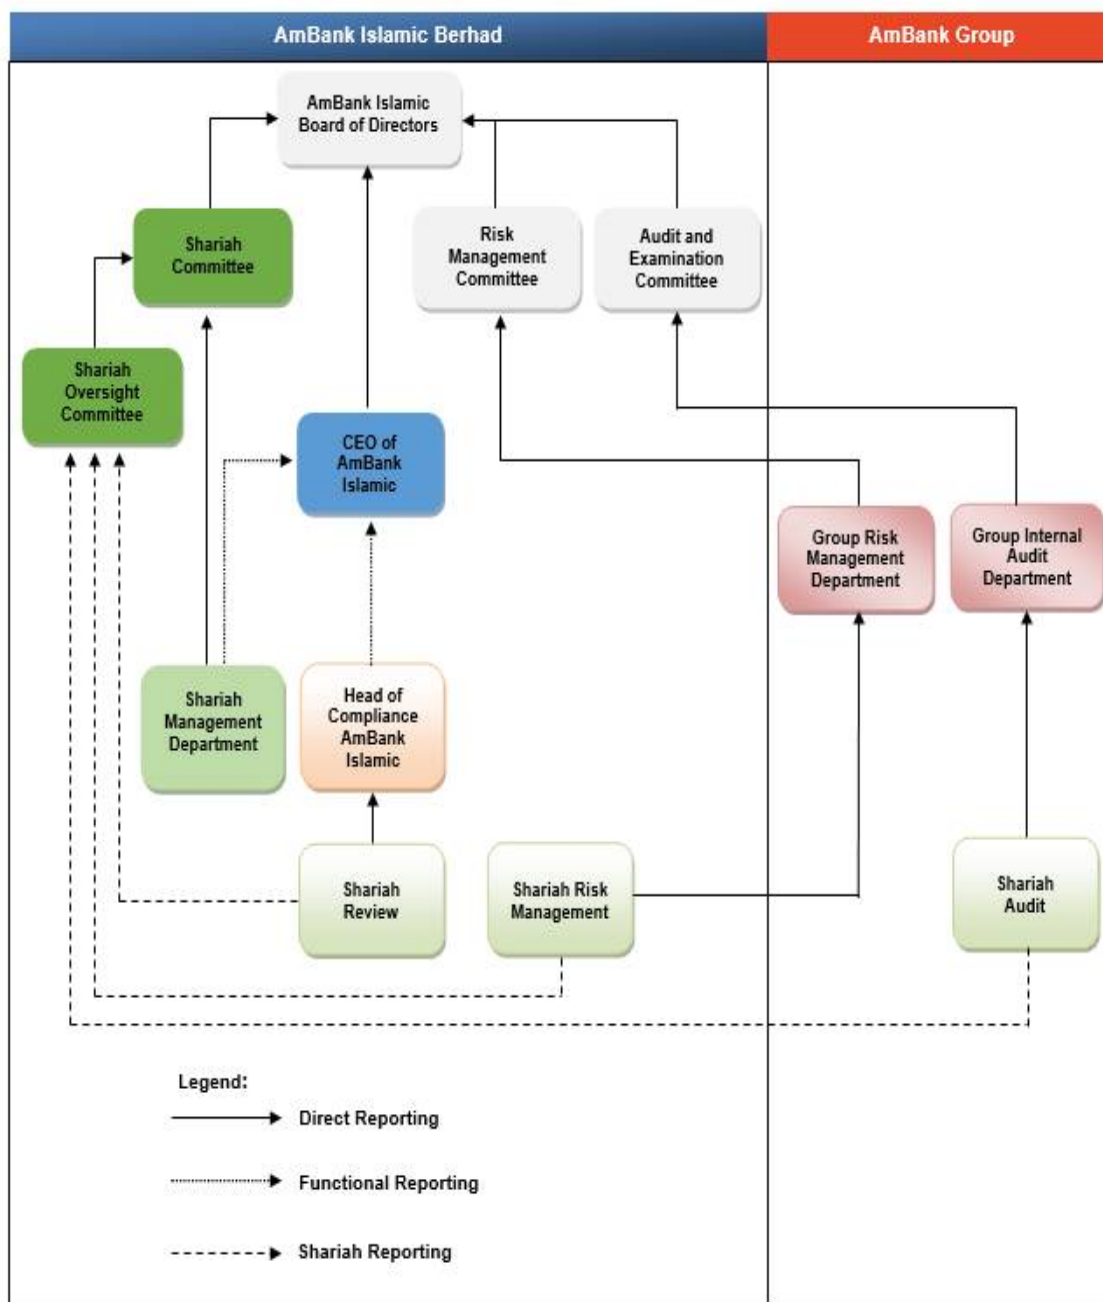 AmBank Islamic Berhad
AmBank Group
AmBank Islamic
Board of Directors
Shariah
Committee
Risk
Management
Committee
Audit and
Examination
Committee
Shariah
Oversight
Committee
CEO of
AmBank
Islamic
Group Risk
Management
Department
Group Internal
Audit
Department
Shariah
Management
Department
Head of
Compliance
AmBank
Islamic
Shariah
Review
Shariah Risk
Management
Shariah
Audit
Legend:
Direct Reporting
Functional Reporting
Shariah Reporting